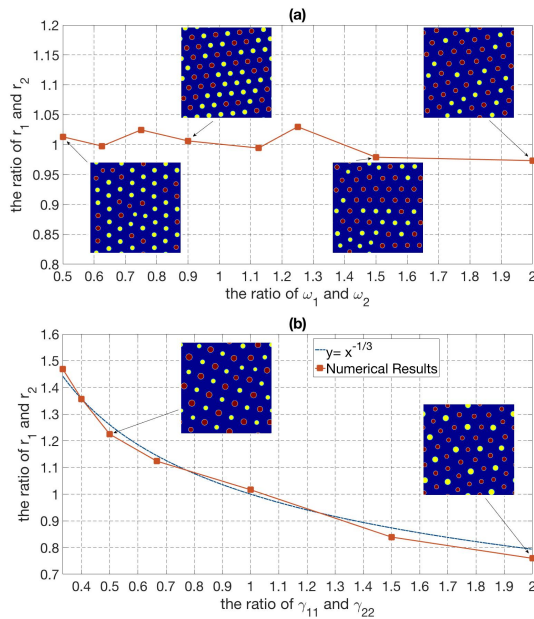 (a)
1.2
1.15
1.1
1.05
1
0.95
0.9
0.85
0.8
the ratio of r1 and r2
0.5 0.6 0.7 0.8 0.9 1 1.1 1.2 1.3 1.4 1.5 1.6 1.7 1.8 1.9 2
the ratio of ω1 and ω2
(b)
1.6
1.5
1.4
1.3
1.2
1.1
1
0.9
0.8
0.7
the ratio of r1 and r2
y= x^-1/3
Numerical Results
0.4 0.5 0.6 0.7 0.8 0.9 1 1.1 1.2 1.3 1.4 1.5 1.6 1.7 1.8 1.9 2
the ratio of γ11 and γ22